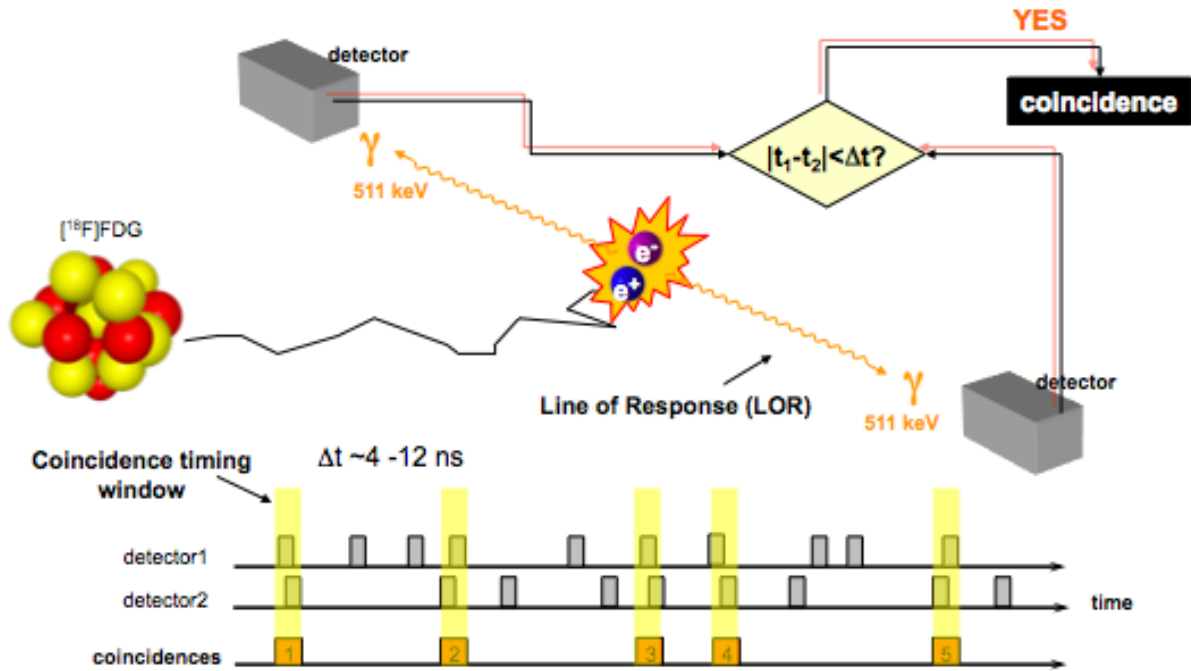 YES
detector
coincidence
|t₁-t₂|<Δt?
γ
511 keV
[¹⁸F]FDG
e⁻
e⁺
Line of Response (LOR)
γ
511 keV
detector
Coincidence timing
window
Δt ~4 -12 ns
detector1
detector2
time
coincidences
1
2
3
4
5